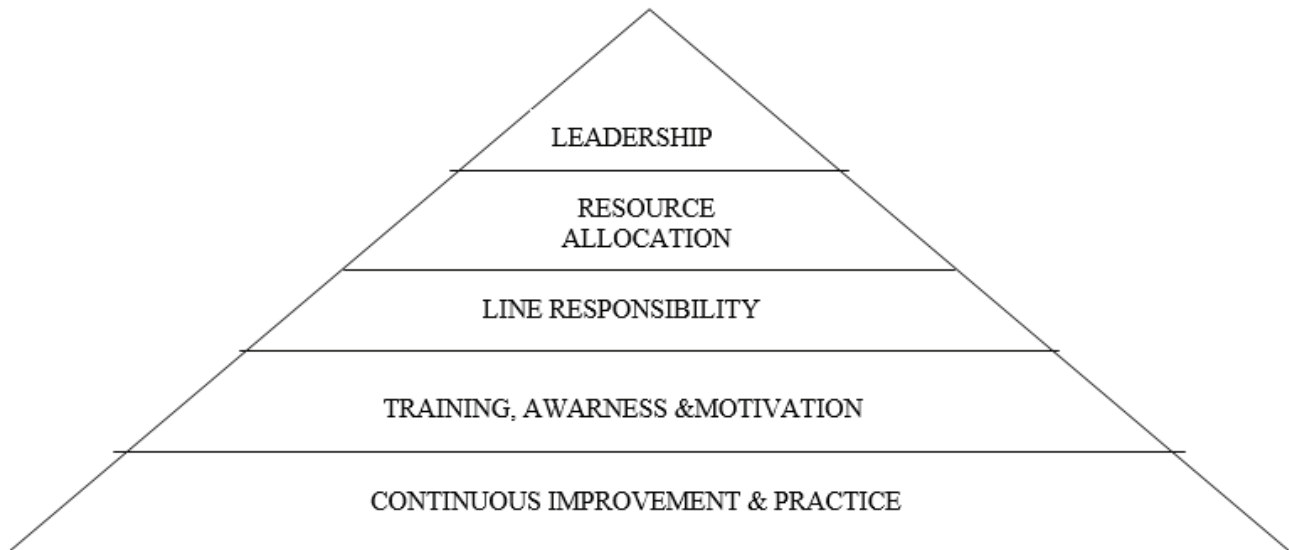 LEADERSHIP
RESOURCE
ALLOCATION
LINE RESPONSIBILITY
TRAINING, AWARNESS &MOTIVATION
CONTINUOUS IMPROVEMENT & PRACTICE